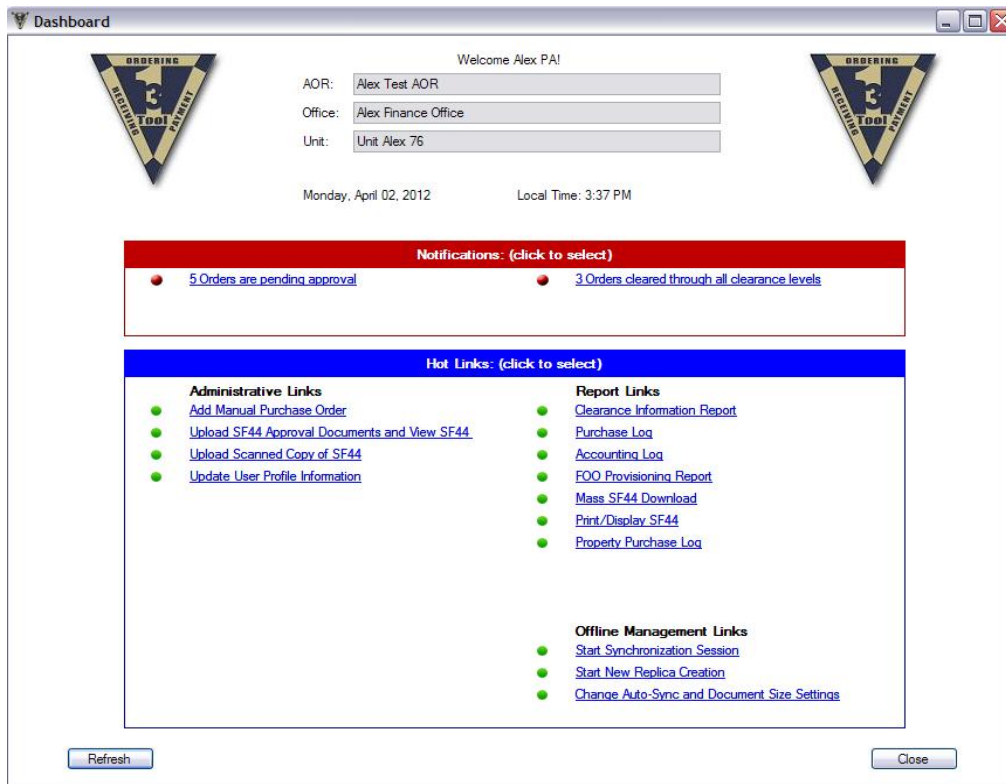 Dashboard
ORDERING
RECEIVING
PAYMENT
13
Tool
Welcome Alex PA!
ORDERING
RECEIVING
PAYMENT
13
Tool
AOR: Alex Test AOR
Office: Alex Finance Office
Unit: Unit Alex 76
Monday, April 02, 2012 Local Time: 3:37 PM
Notifications: (click to select)
5 Orders are pending approval 3 Orders cleared through all clearance levels
Hot Links: (click to select)
Administrative Links
Add Manual Purchase Order
Upload SF44 Approval Documents and View SF44
Upload Scanned Copy of SF44
Update User Profile Information
Report Links
Clearance Information Report
Purchase Log
Accounting Log
FOO Provisioning Report
Mass SF44 Download
Print/Display SF44
Property Purchase Log
Offline Management Links
Start Synchronization Session
Start New Replica Creation
Change Auto-Sync and Document Size Settings
Refresh Close